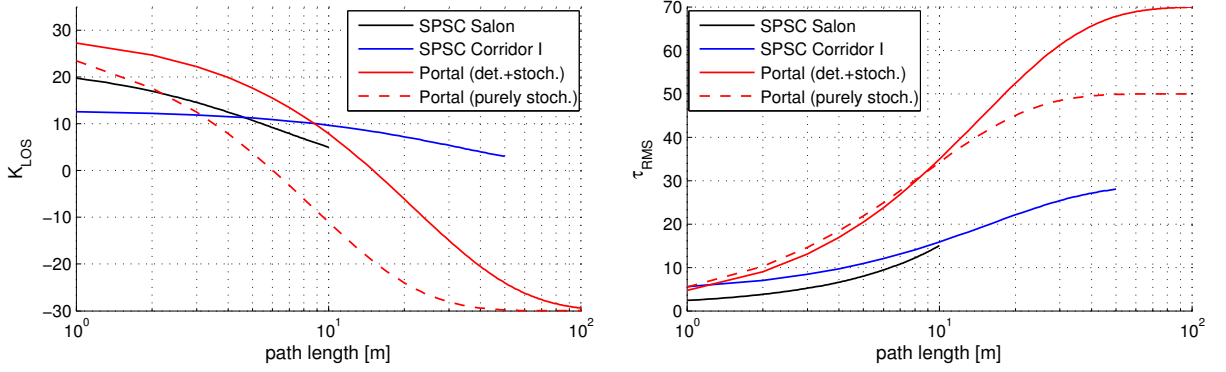 30
20
10
0
−10
−20
−30
K_LOS
10^0
10^1
10^2
path length [m]
SPSC Salon
SPSC Corridor I
Portal (det.+stoch.)
Portal (purely stoch.)
70
60
50
40
30
20
10
0
τ_RMS
10^0
10^1
10^2
path length [m]
SPSC Salon
SPSC Corridor I
Portal (det.+stoch.)
Portal (purely stoch.)